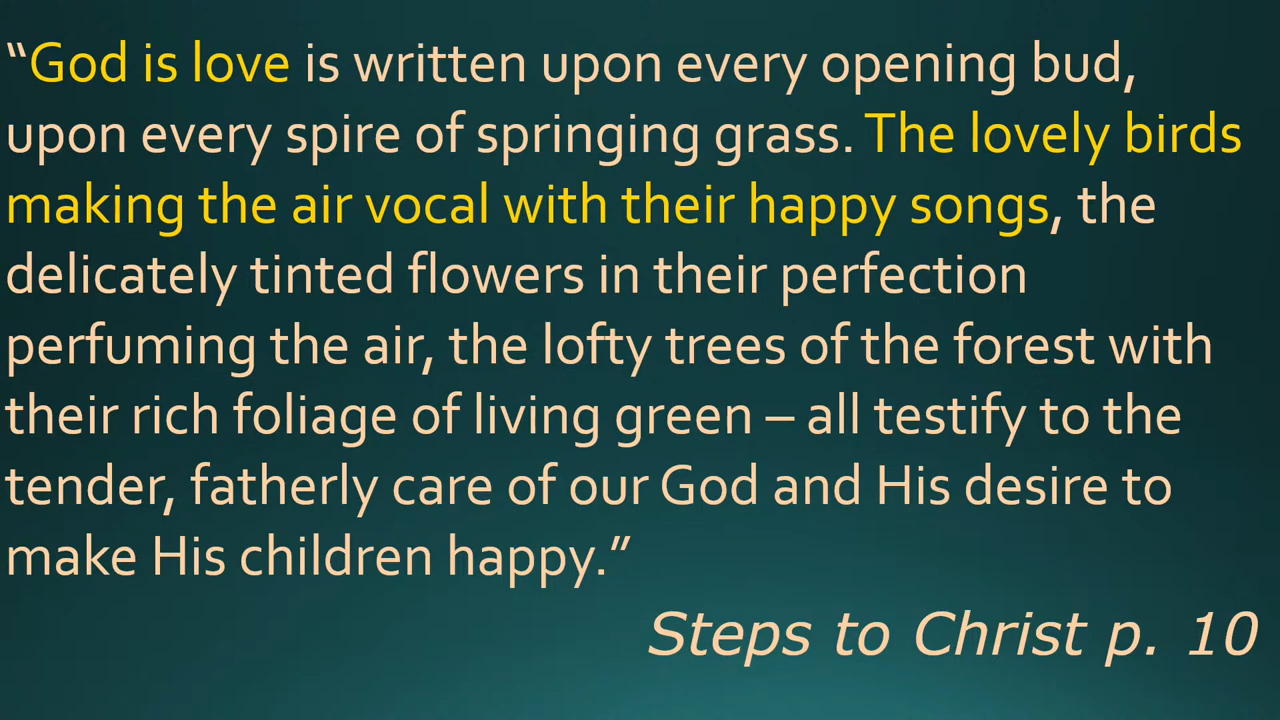 “God is love is written upon every opening bud,
upon every spire of springing grass. The lovely birds
making the air vocal with their happy songs, the
delicately tinted flowers in their perfection
perfuming the air, the lofty trees of the forest with
their rich foliage of living green – all testify to the
tender, fatherly care of our God and His desire to
make His children happy.”
Steps to Christ p. 10